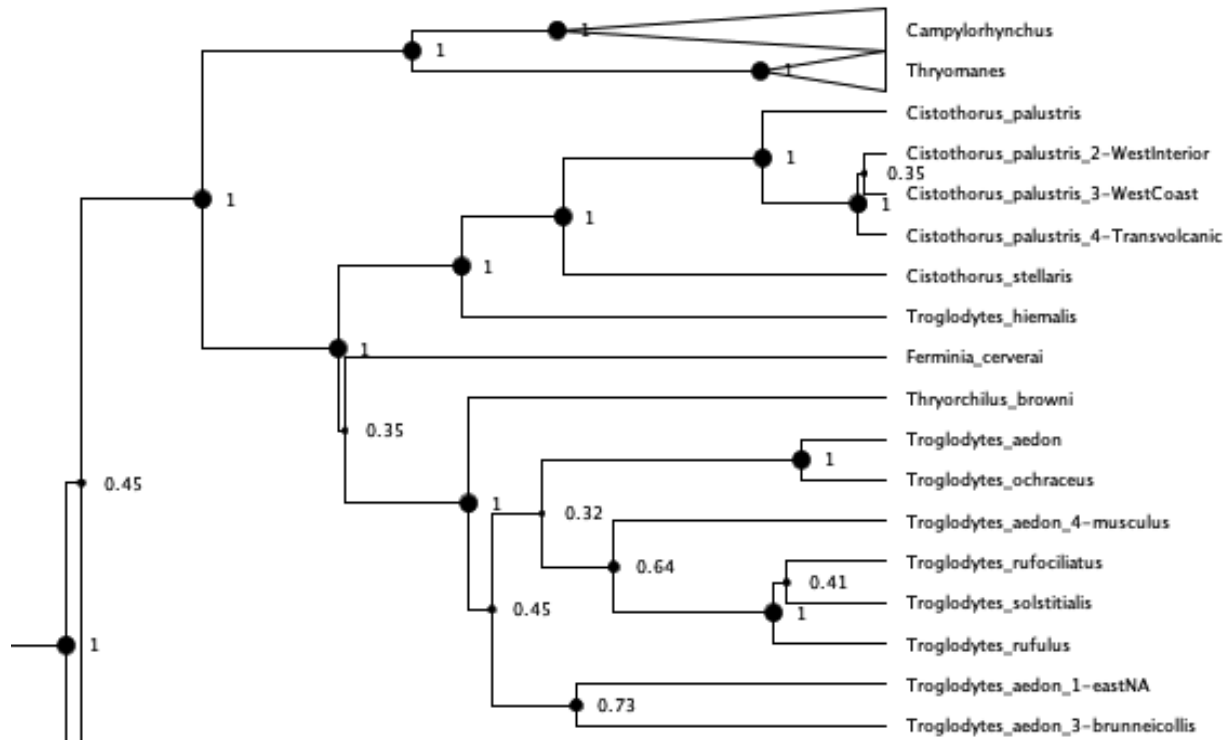 1 Campylorhynchus
1
1 Thryomanes
Cistothorus_palustris
1 Cistothorus_palustris_2-WestInterior
0.35
1 Cistothorus_palustris_3-WestCoast
1
1 Cistothorus_palustris_4-Transvolcanic
1 Cistothorus_stellaris
Troglodytes_hiemalis
1 Ferminia_cerverai
Thryorchilus_browni
0.35
Troglodytes_aedon
1
0.45 Troglodytes_ochraceus
1
0.32 Troglodytes_aedon_4-musculus
0.64 Troglodytes_rufociliatus
0.41
0.45 Troglodytes_solstitialis
1
1 Troglodytes_rufulus
Troglodytes_aedon_1-eastNA
0.73
Troglodytes_aedon_3-brunneicollis